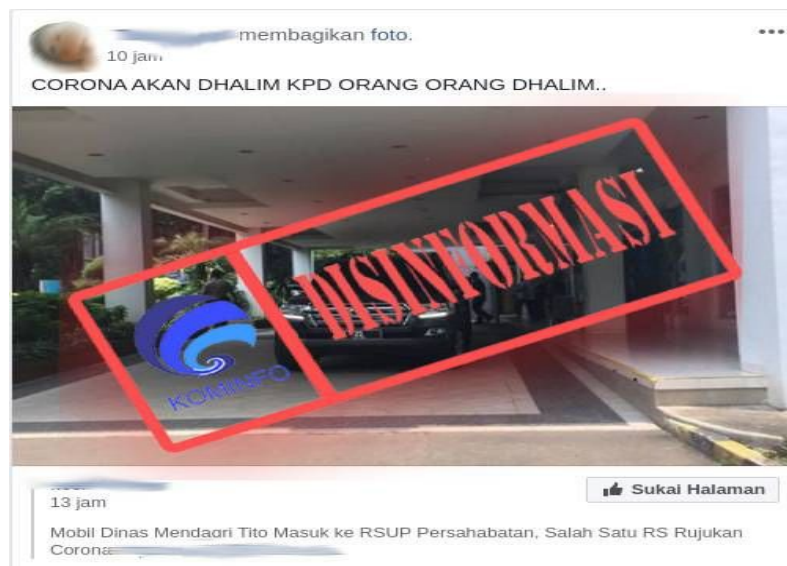 membagikan foto.
10 jam
CORONA AKAN DHALIM KPD ORANG ORANG DHALIM..
DISINFORMASI
KOMINFO
13 jam
Sukai Halaman
Mobil Dinas Mendagri Tito Masuk ke RSUP Persahabatan, Salah Satu RS Rujukan
Corona